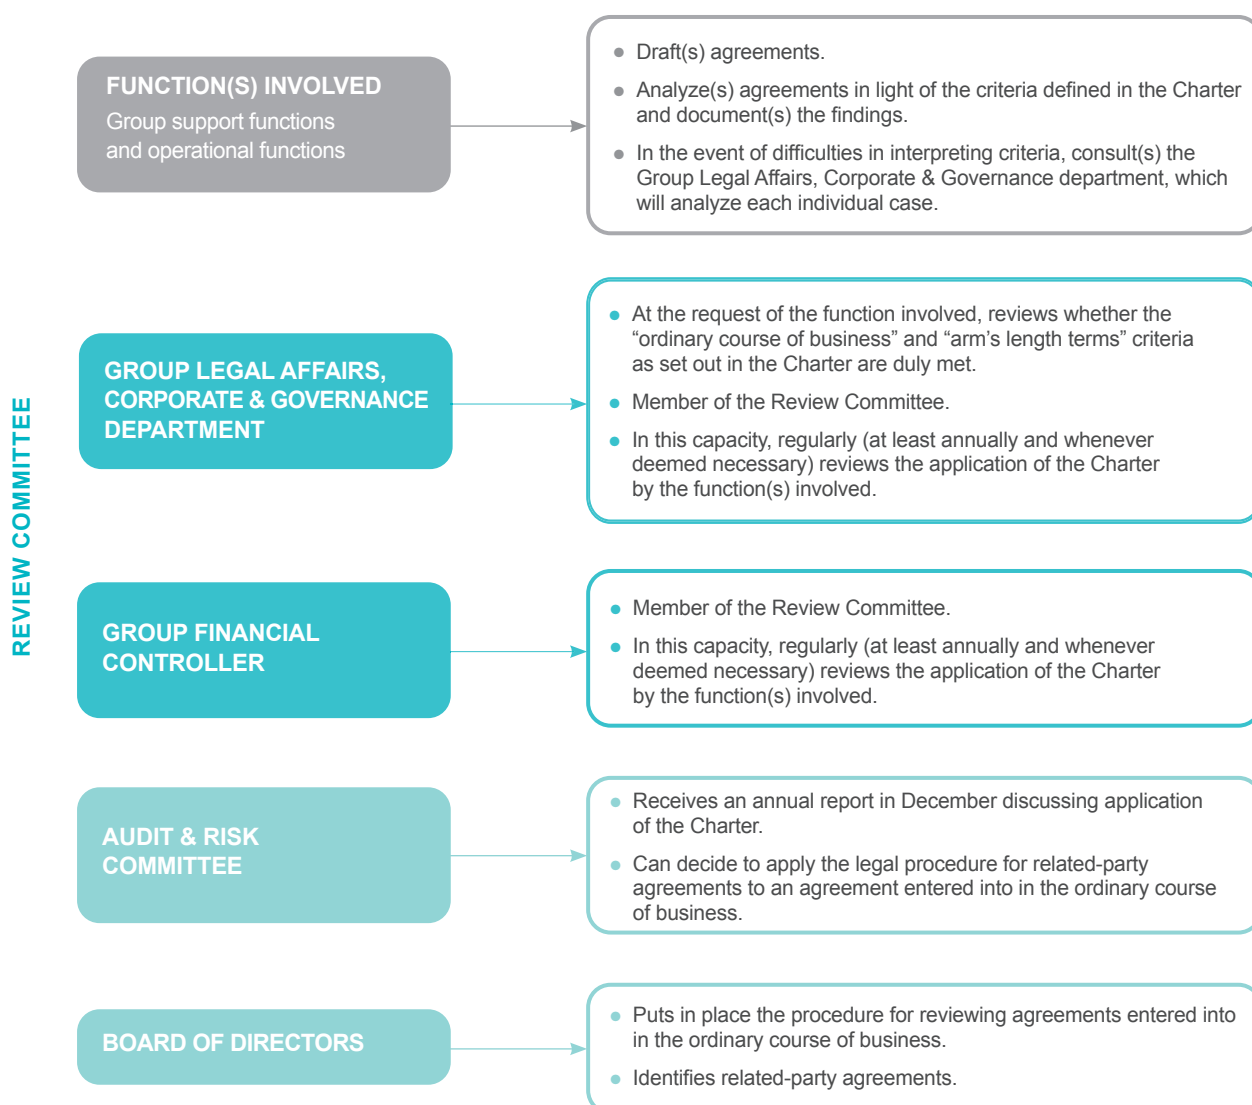 FUNCTION(S) INVOLVED
Group support functions
and operational functions
● Draft(s) agreements.
● Analyze(s) agreements in light of the criteria defined in the Charter
and document(s) the findings.
● In the event of difficulties in interpreting criteria, consult(s) the
Group Legal Affairs, Corporate & Governance department, which
will analyze each individual case.
REVIEW COMMITTEE
GROUP LEGAL AFFAIRS,
CORPORATE & GOVERNANCE
DEPARTMENT
● At the request of the function involved, reviews whether the
“ordinary course of business” and “arm’s length terms” criteria
as set out in the Charter are duly met.
● Member of the Review Committee.
● In this capacity, regularly (at least annually and whenever
deemed necessary) reviews the application of the Charter
by the function(s) involved.
GROUP FINANCIAL
CONTROLLER
● Member of the Review Committee.
● In this capacity, regularly (at least annually and whenever
deemed necessary) reviews the application of the Charter
by the function(s) involved.
AUDIT & RISK
COMMITTEE
● Receives an annual report in December discussing application
of the Charter.
● Can decide to apply the legal procedure for related-party
agreements to an agreement entered into in the ordinary course
of business.
BOARD OF DIRECTORS
● Puts in place the procedure for reviewing agreements entered into
in the ordinary course of business.
● Identifies related-party agreements.